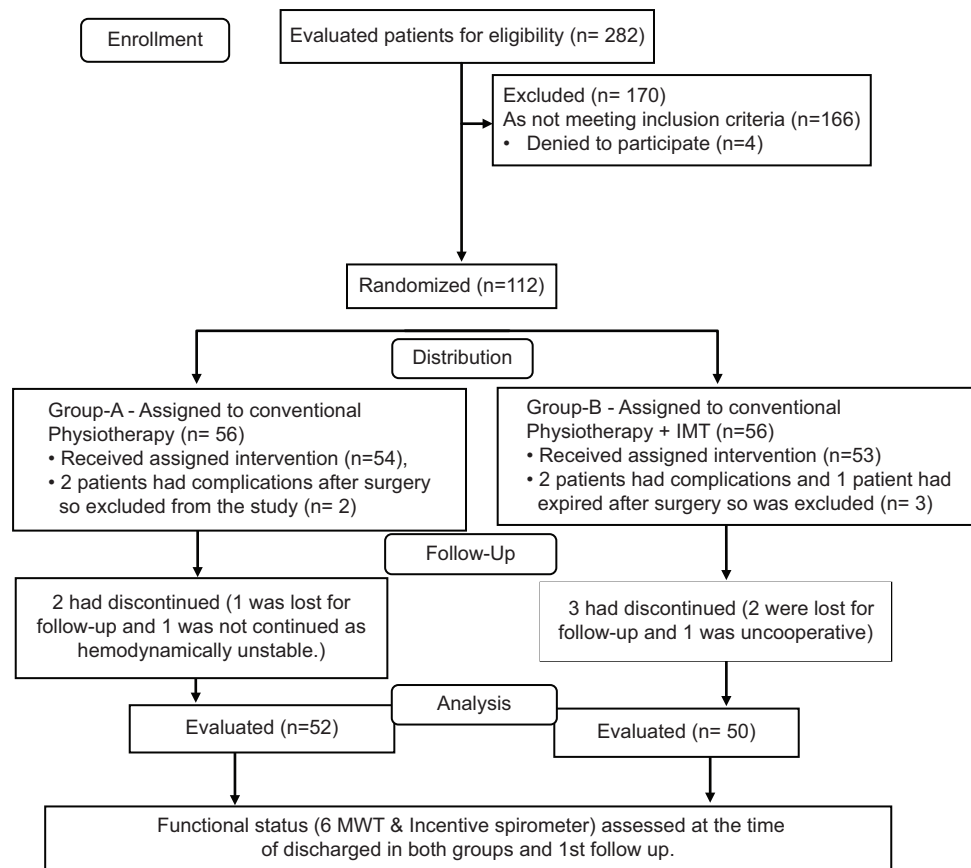 Enrollment
Evaluated patients for eligibility (n= 282)
Excluded (n= 170)
As not meeting inclusion criteria (n=166)
• Denied to participate (n=4)
Randomized (n=112)
Distribution
Group-A - Assigned to conventional
Physiotherapy (n= 56)
• Received assigned intervention (n=54),
• 2 patients had complications after surgery
so excluded from the study (n= 2)
Group-B - Assigned to conventional
Physiotherapy + IMT (n=56)
• Received assigned intervention (n=53)
• 2 patients had complications and 1 patient had
expired after surgery so was excluded (n= 3)
Follow-Up
2 had discontinued (1 was lost for
follow-up and 1 was not continued as
hemodynamically unstable.)
3 had discontinued (2 were lost for
follow-up and 1 was uncooperative)
Analysis
Evaluated (n=52)
Evaluated (n= 50)
Functional status (6 MWT & Incentive spirometer) assessed at the time
of discharged in both groups and 1st follow up.